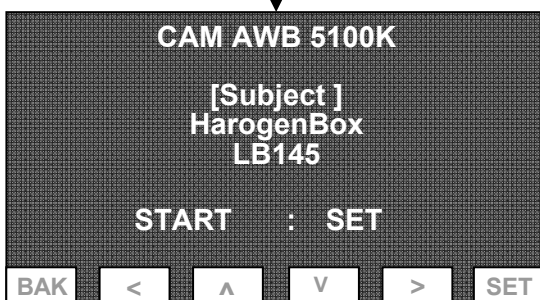 CAM AWB 5100K
[Subject ]
HarogenBox
LB145
START : SET
BAK < ʌ v > SET